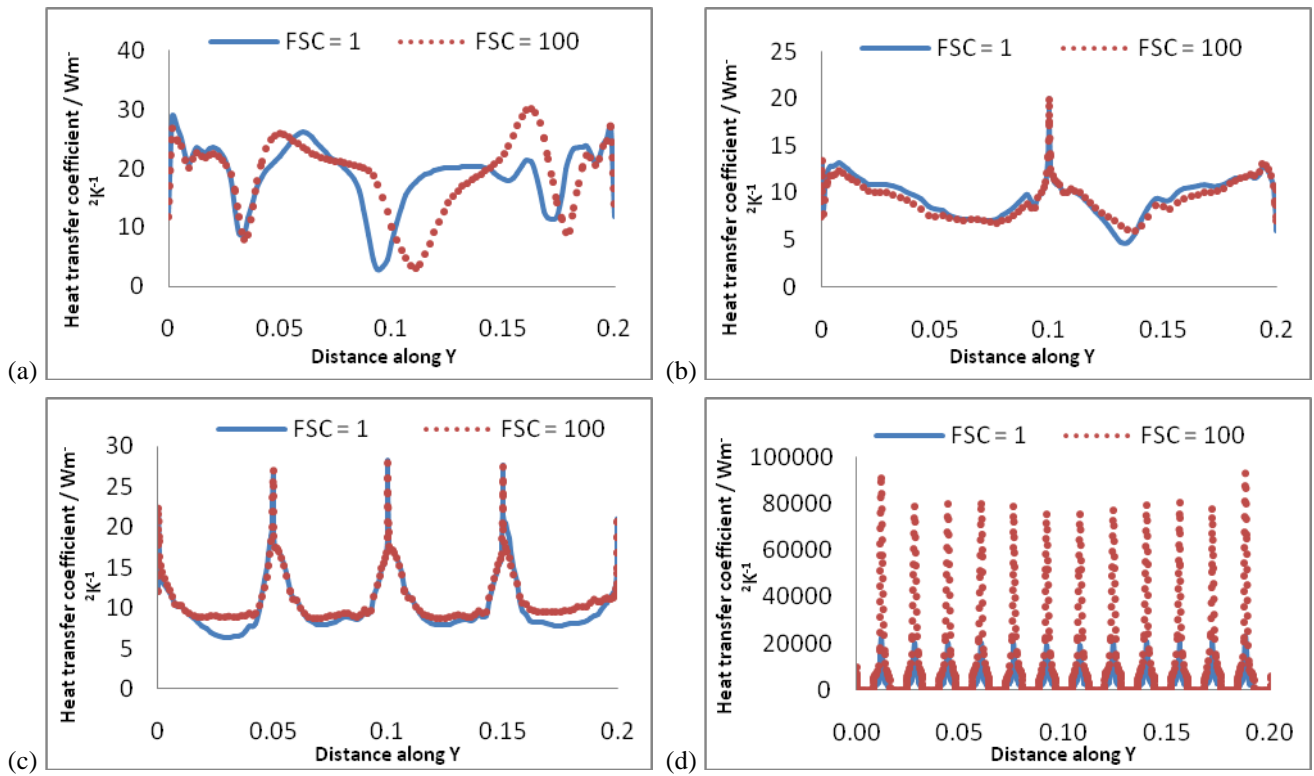 FSC = 1 FSC = 100
Heat transfer coefficient / Wm-
2K-1
40
30
20
10
0
0 0.05 0.1 0.15 0.2
Distance along Y
(a)
FSC = 1 FSC = 100
Heat transfer coefficient / Wm-
2K-1
25
20
15
10
5
0
0 0.05 0.1 0.15 0.2
Distance along Y
(b)
FSC = 1 FSC = 100
Heat transfer coefficient / Wm-
2K-1
30
25
20
15
10
5
0
0 0.05 0.1 0.15 0.2
Distance along Y
(c)
FSC = 1 FSC = 100
Heat transfer coefficient / Wm-
2K-1
100000
80000
60000
40000
20000
0
0.00 0.05 0.10 0.15 0.20
Distance along Y
(d)